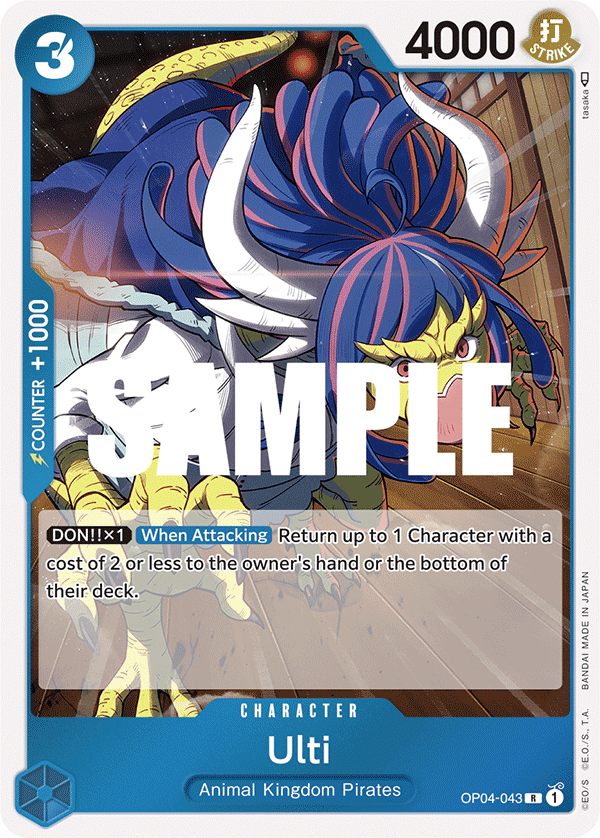 3
4000
打
STRIKE
tasaka
COUNTER +1000
SAMPLE
DON!!×1 When Attacking Return up to 1 Character with a
cost of 2 or less to the owner's hand or the bottom of
their deck.
CHARACTER
Ulti
Animal Kingdom Pirates
OP04-043 R 1
©EO/S ©E.O./S., T.A. BANDAI MADE IN JAPAN